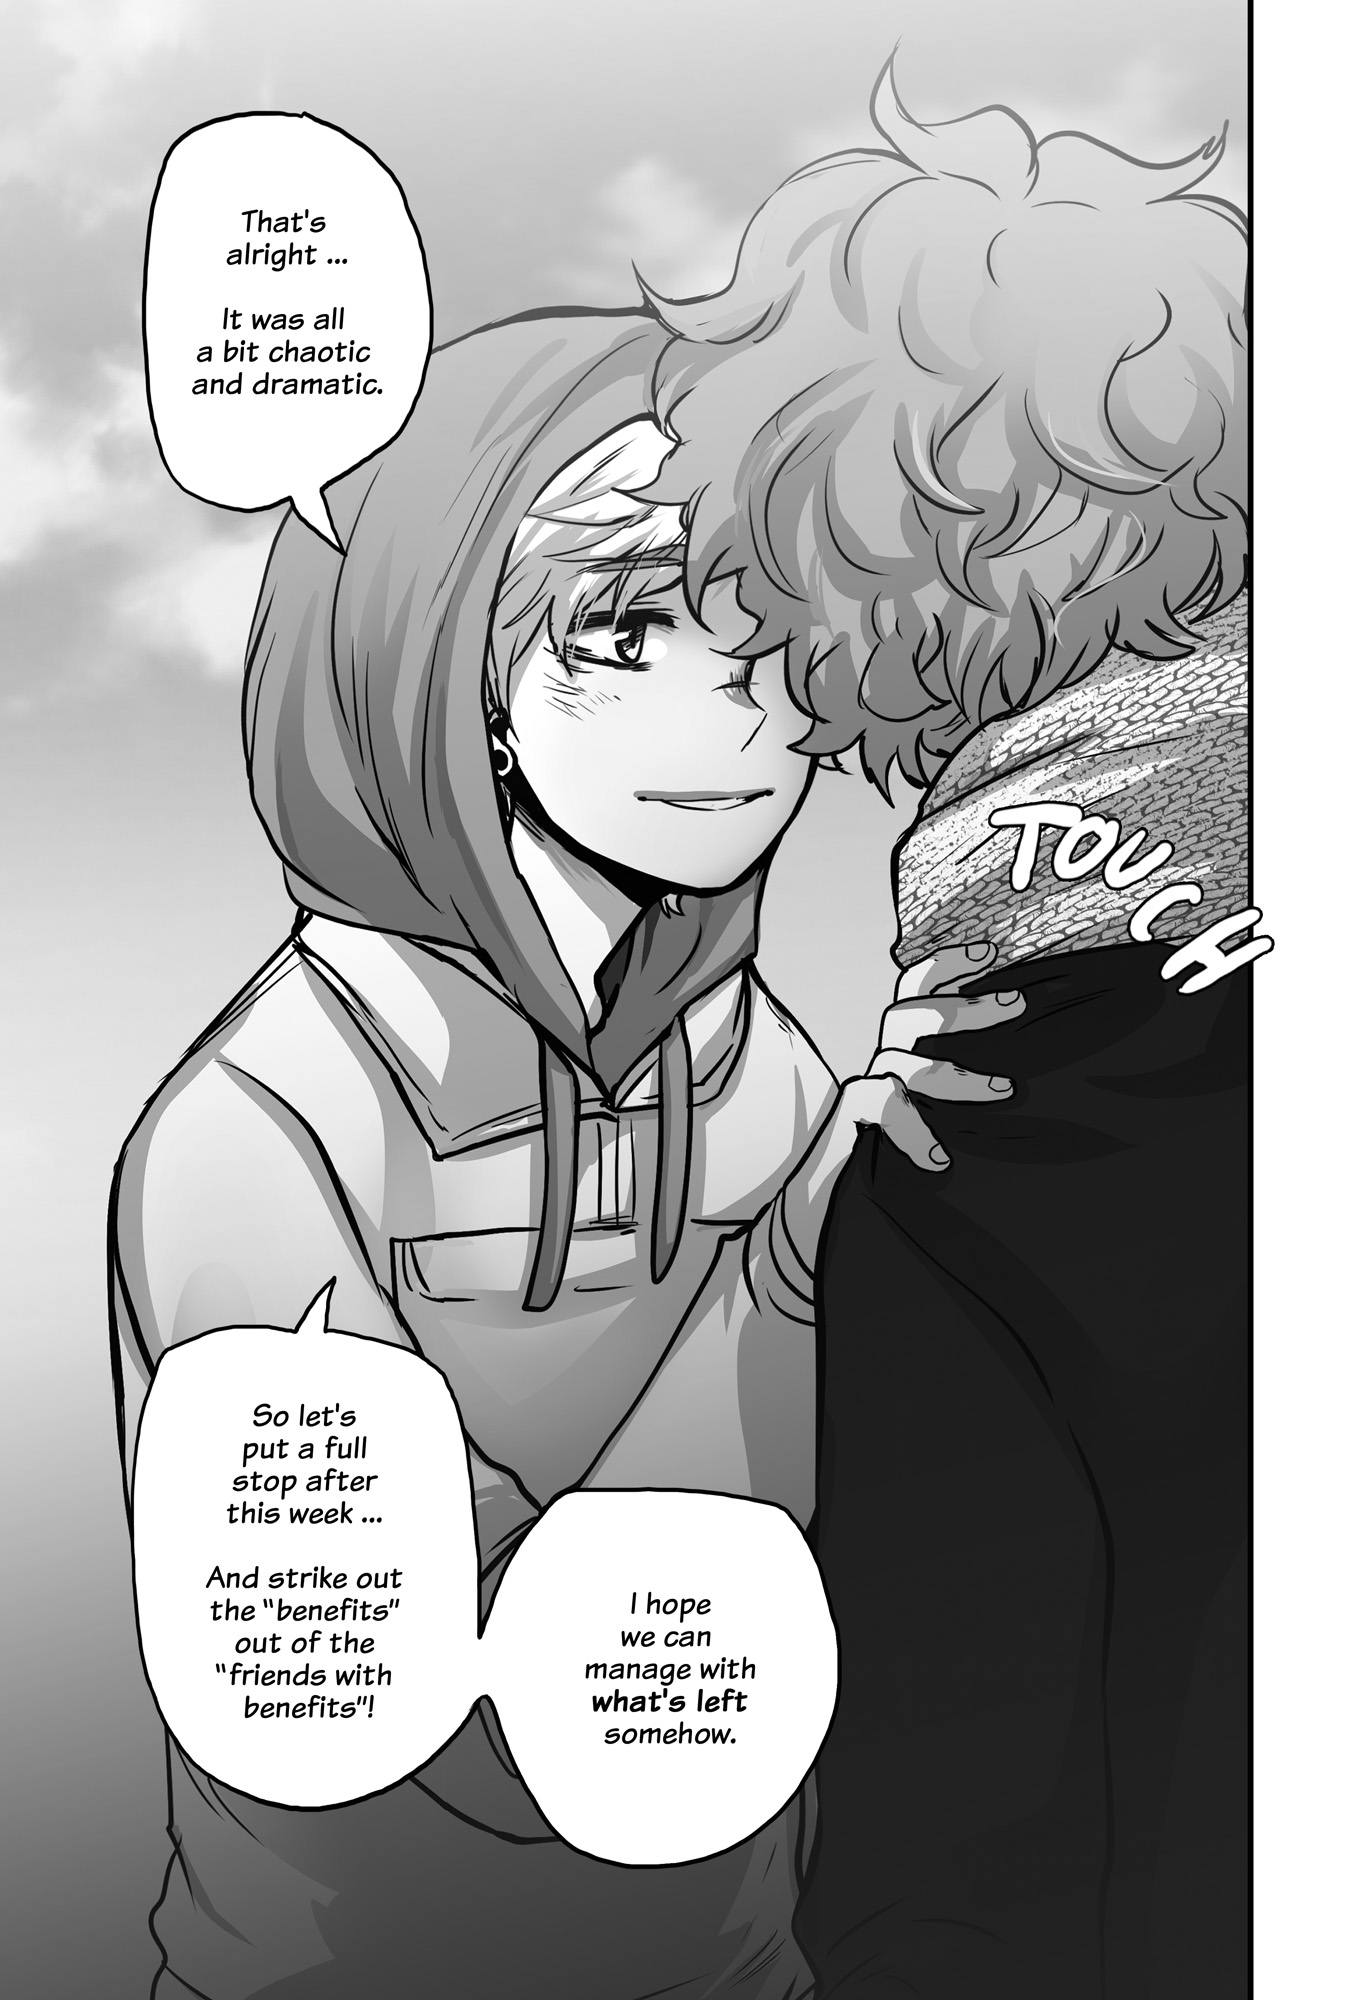 That's
alright ...
It was all
a bit chaotic
and dramatic.
TOUCH
So let's
put a full
stop after
this week ...
And strike out
the "benefits"
out of the
"friends with
benefits"!
I hope
we can
manage with
what's left
somehow.